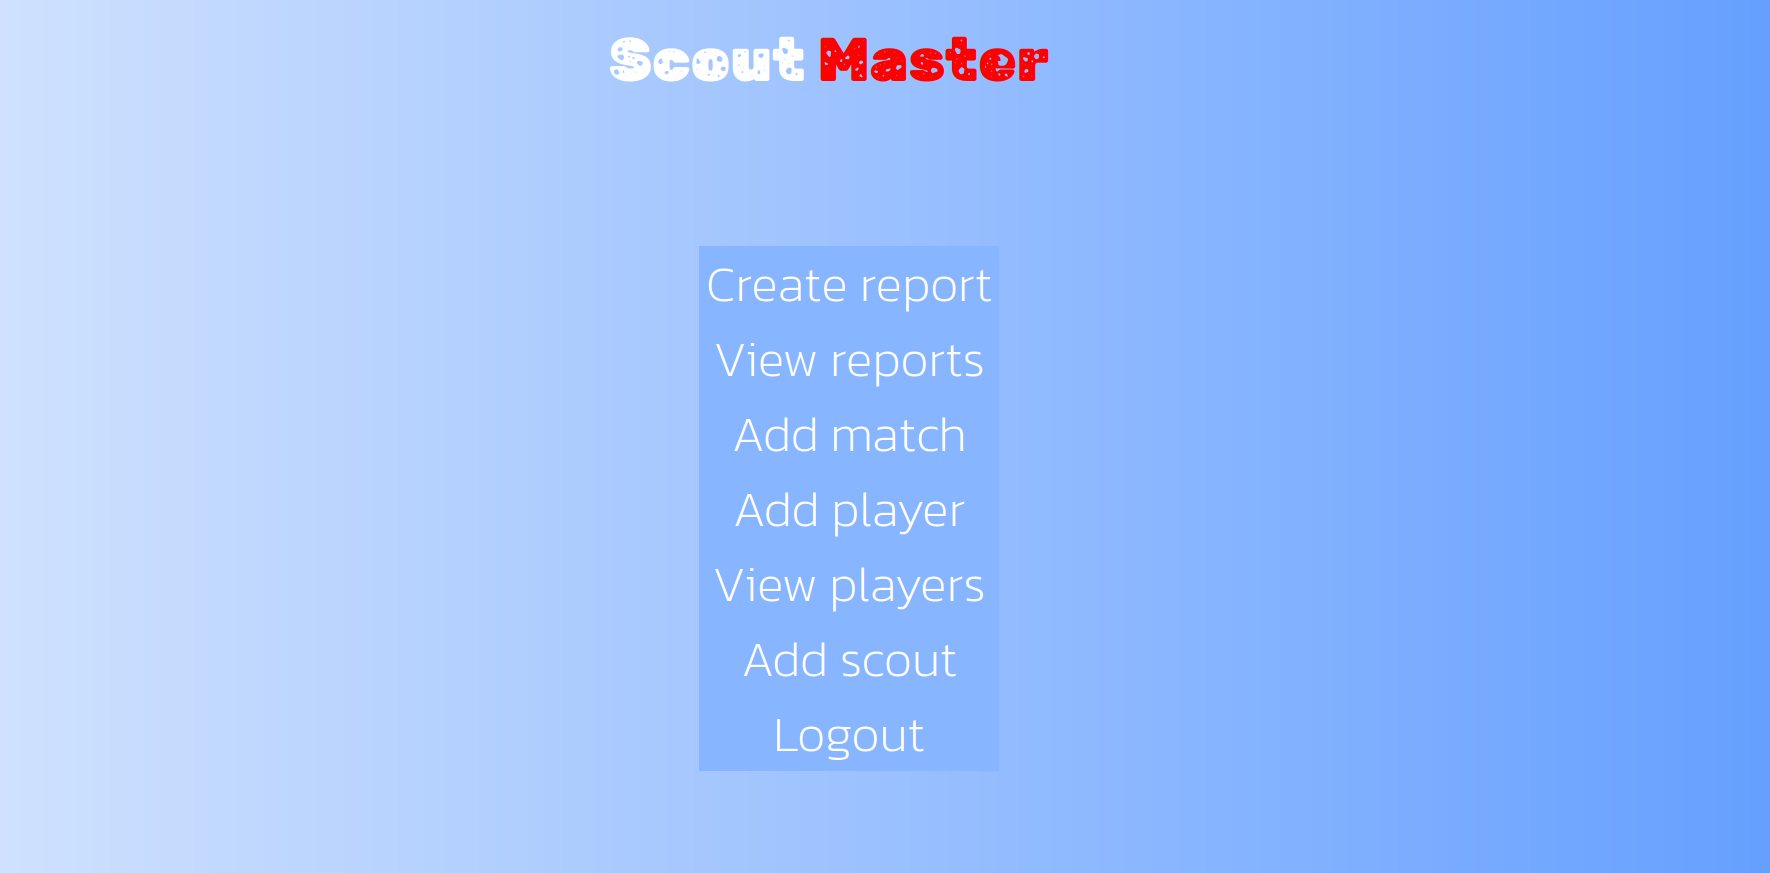 Scout Master
Create report
View reports
Add match
Add player
View players
Add scout
Logout